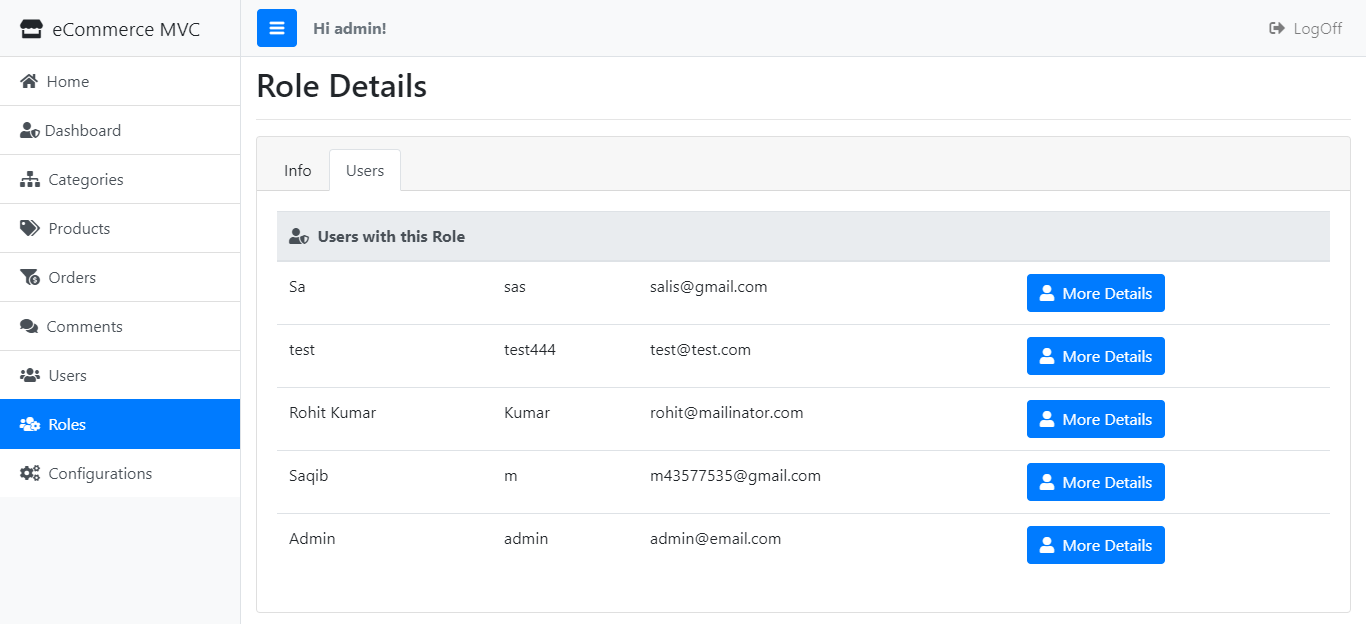 eCommerce MVC
Hi admin!
LogOff
Home
Dashboard
Categories
Products
Orders
Comments
Users
Roles
Configurations
Role Details
Info Users
Users with this Role
Sa sas salis@gmail.com More Details
test test444 test@test.com More Details
Rohit Kumar Kumar rohit@mailinator.com More Details
Saqib m m43577535@gmail.com More Details
Admin admin admin@email.com More Details